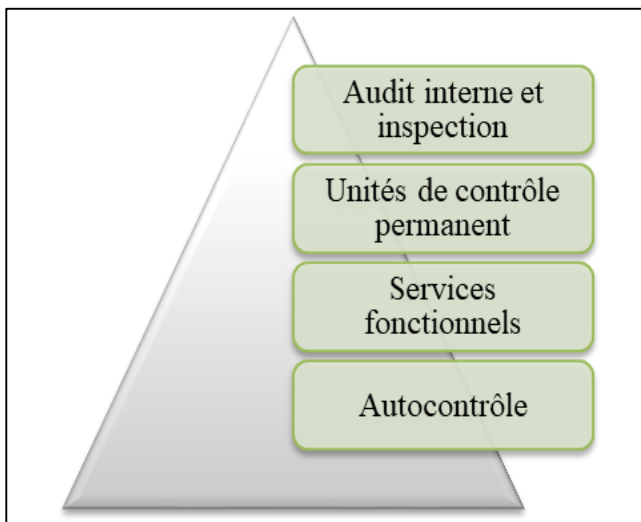 Audit interne et
inspection
Unités de contrôle
permanent
Services
fonctionnels
Autocontrôle